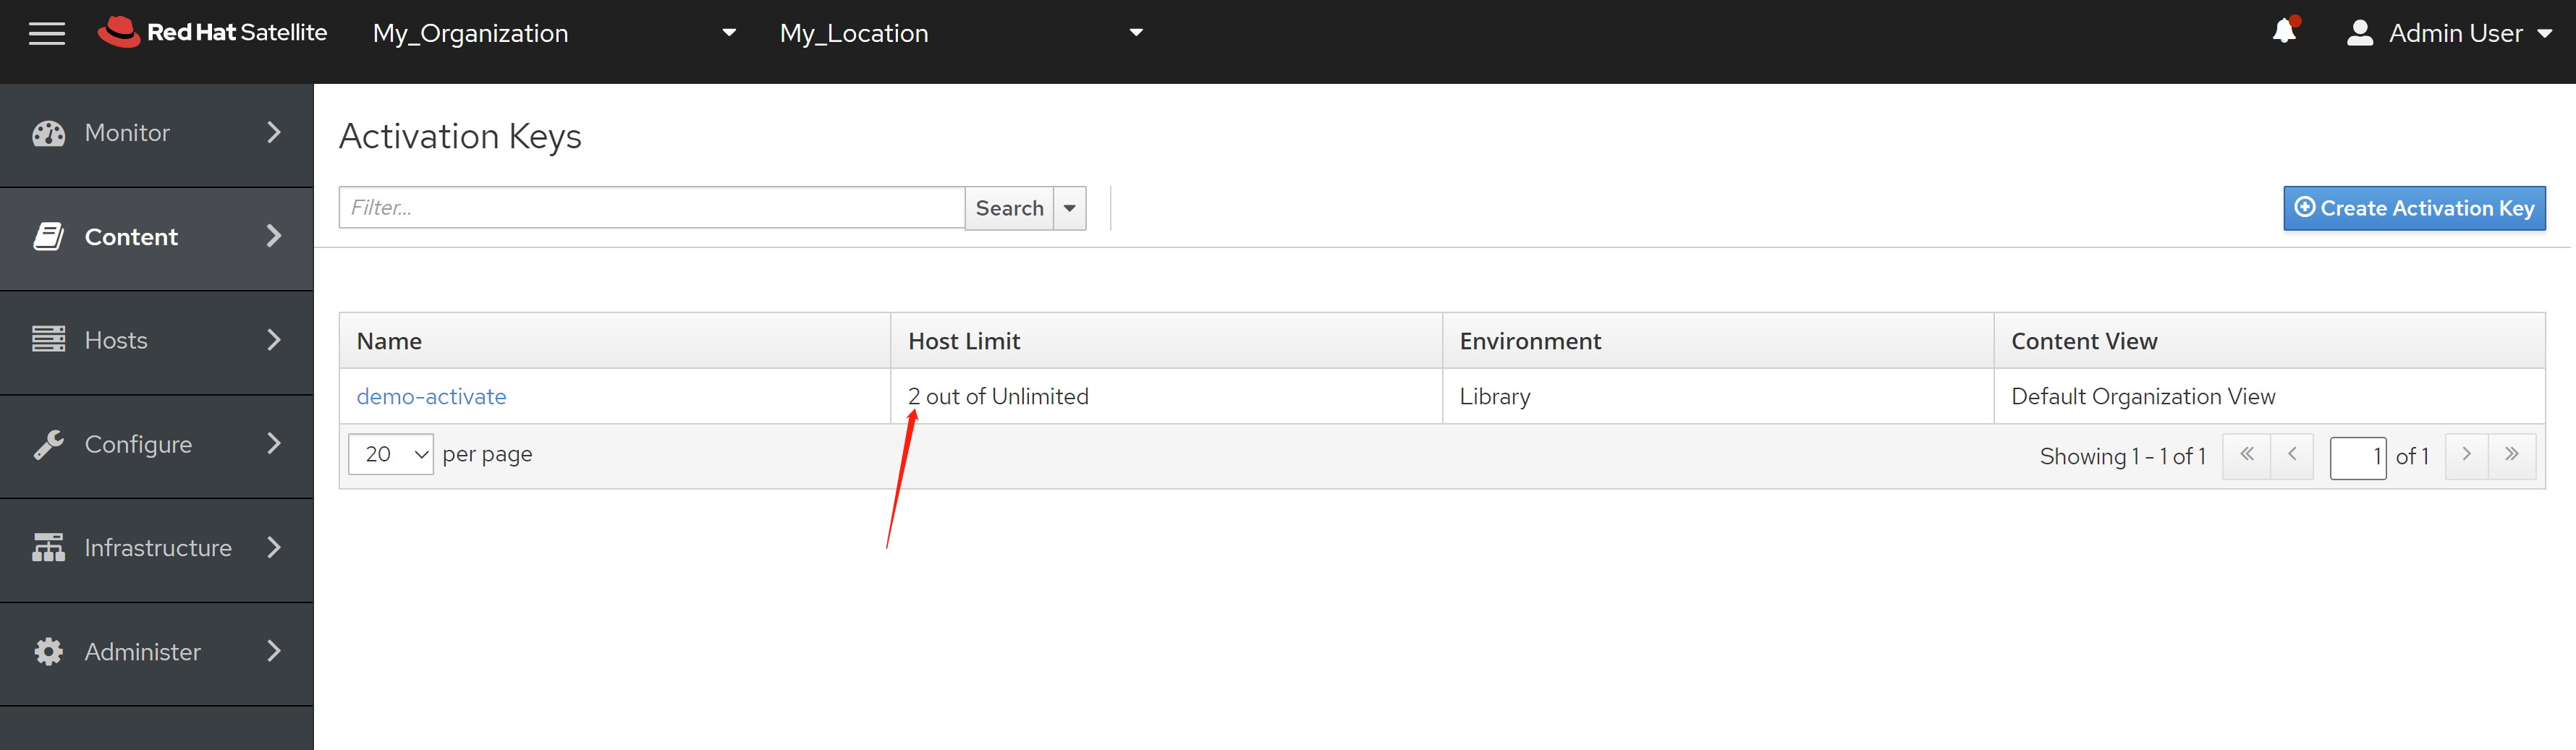 Red Hat Satellite My_Organization My_Location Admin User
Monitor
Content
Hosts
Configure
Infrastructure
Administer
Activation Keys
Filter... Search Create Activation Key
Name Host Limit Environment Content View
demo-activate 2 out of Unlimited Library Default Organization View
20 per page Showing 1 - 1 of 1 « < 1 of 1 > »